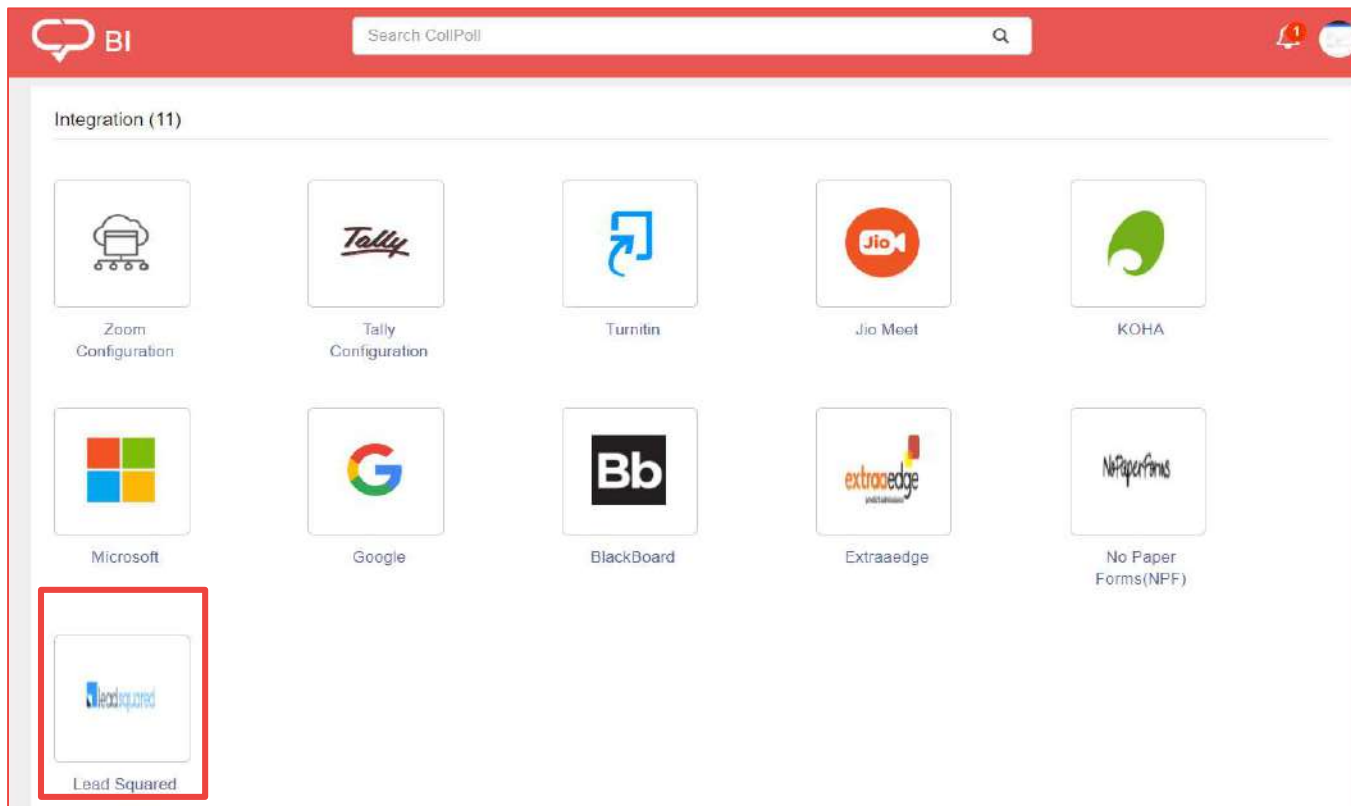 BI
Search CollPoll
1
Integration (11)
Tally
Jio
Zoom
Configuration
Tally
Configuration
Turnitin
Jio Meet
KOHA
Bb
extraaedge
NoPaperForms
Microsoft
Google
BlackBoard
Extraaedge
No Paper
Forms(NPF)
leadsquared
Lead Squared